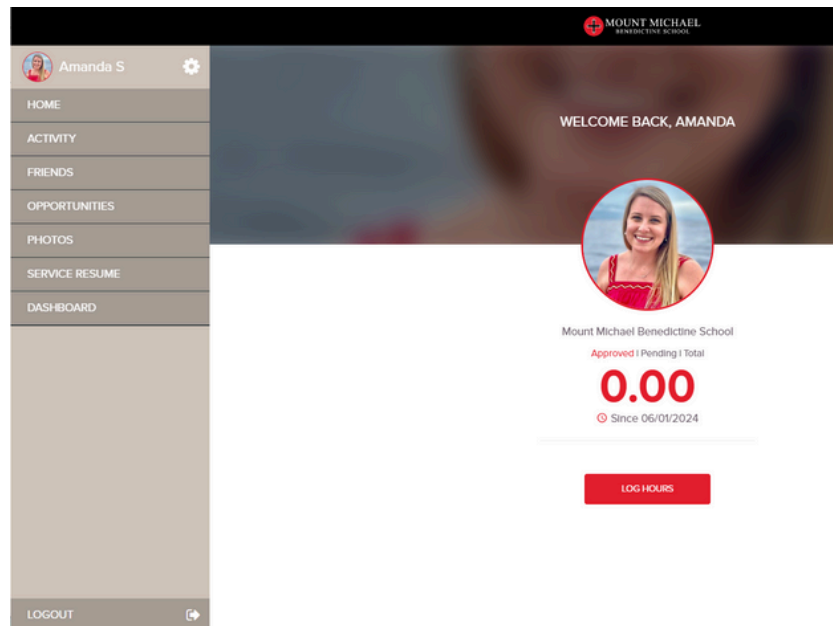 MOUNT MICHAEL
BENEDICTINE SCHOOL
Amanda S
HOME
ACTIVITY
FRIENDS
OPPORTUNITIES
PHOTOS
SERVICE RESUME
DASHBOARD
LOGOUT
WELCOME BACK, AMANDA
Mount Michael Benedictine School
Approved | Pending | Total
0.00
Since 06/01/2024
LOG HOURS